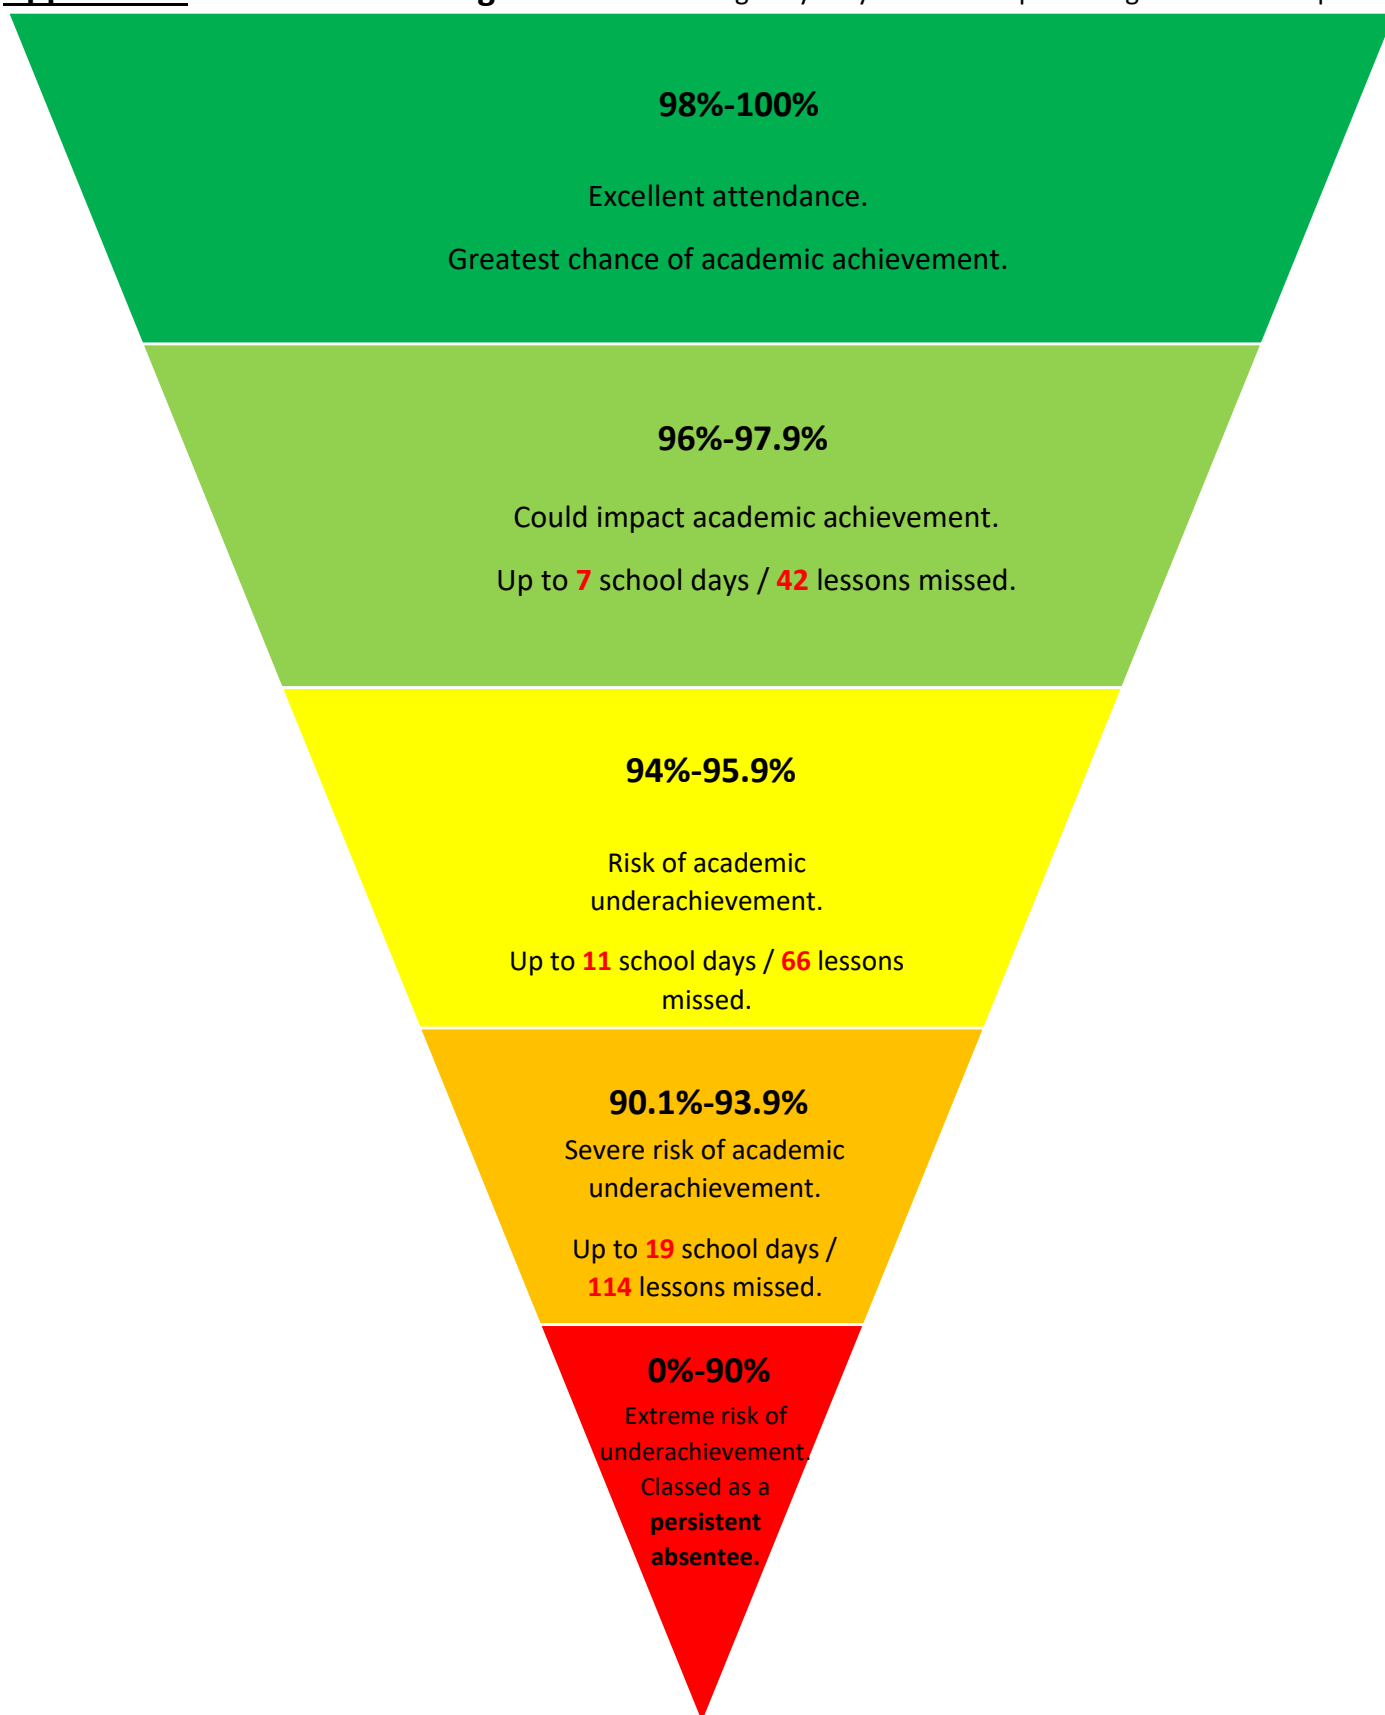 98%-100%
Excellent attendance.
Greatest chance of academic achievement.
96%-97.9%
Could impact academic achievement.
Up to 7 school days / 42 lessons missed.
94%-95.9%
Risk of academic
underachievement.
Up to 11 school days / 66 lessons
missed.
90.1%-93.9%
Severe risk of academic
underachievement.
Up to 19 school days /
114 lessons missed.
0%-90%
Extreme risk of
underachievement.
Classed as a
persistent
absentee.